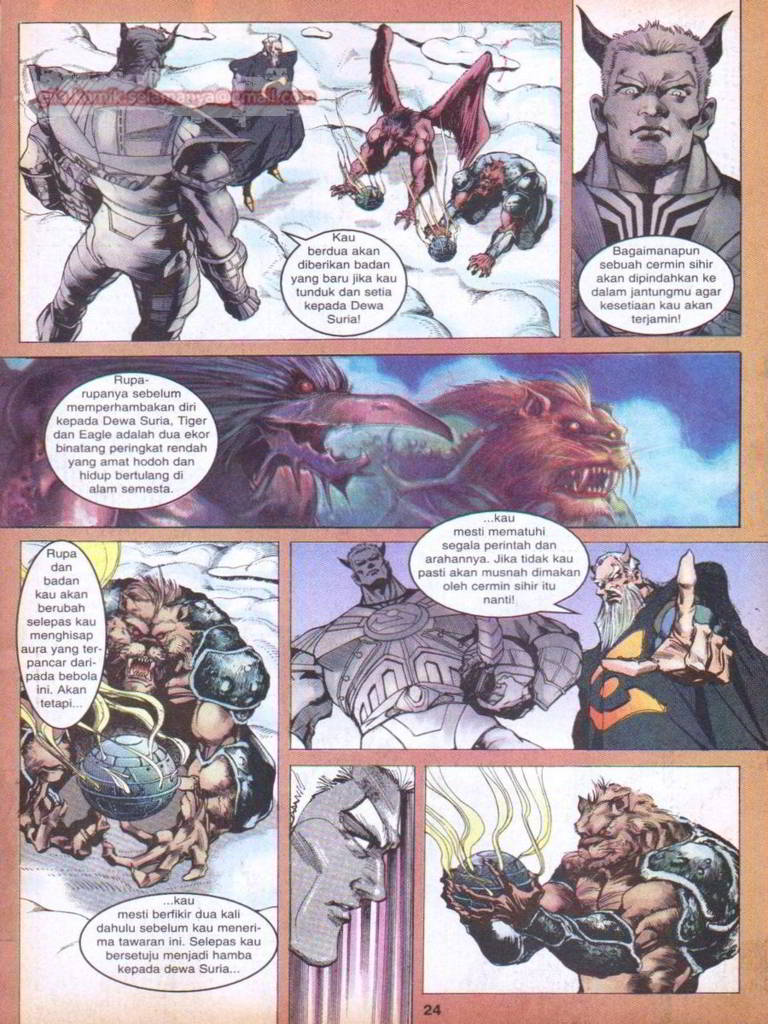 Kau
berdua akan
diberikan badan
yang baru jika kau
tunduk dan setia
kepada Dewa
Suria!
Bagaimanapun
sebuah cermin sihir
akan dipindahkan ke
dalam jantungmu agar
kesetiaan kau akan
terjamin!
Rupa-
rupanya sebelum
memperhambakan diri
kepada Dewa Suria, Tiger
dan Eagle adalah dua ekor
binatang peringkat rendah
yang amat hodoh dan
hidup bertulang di
alam semesta.
Rupa
dan
badan
kau akan
berubah
selepas kau
menghisap
aura yang ter-
pancar dari-
pada bebola
ini. Akan
tetapi...
...kau
mesti berfikir dua kali
dahulu sebelum kau meneri-
ma tawaran ini. Selepas kau
bersetuju menjadi hamba
kepada dewa Suria...
...kau
mesti mematuhi
segala perintah dan
arahannya. Jika tidak kau
pasti akan musnah dimakan
oleh cermin sihir itu
nanti!
24